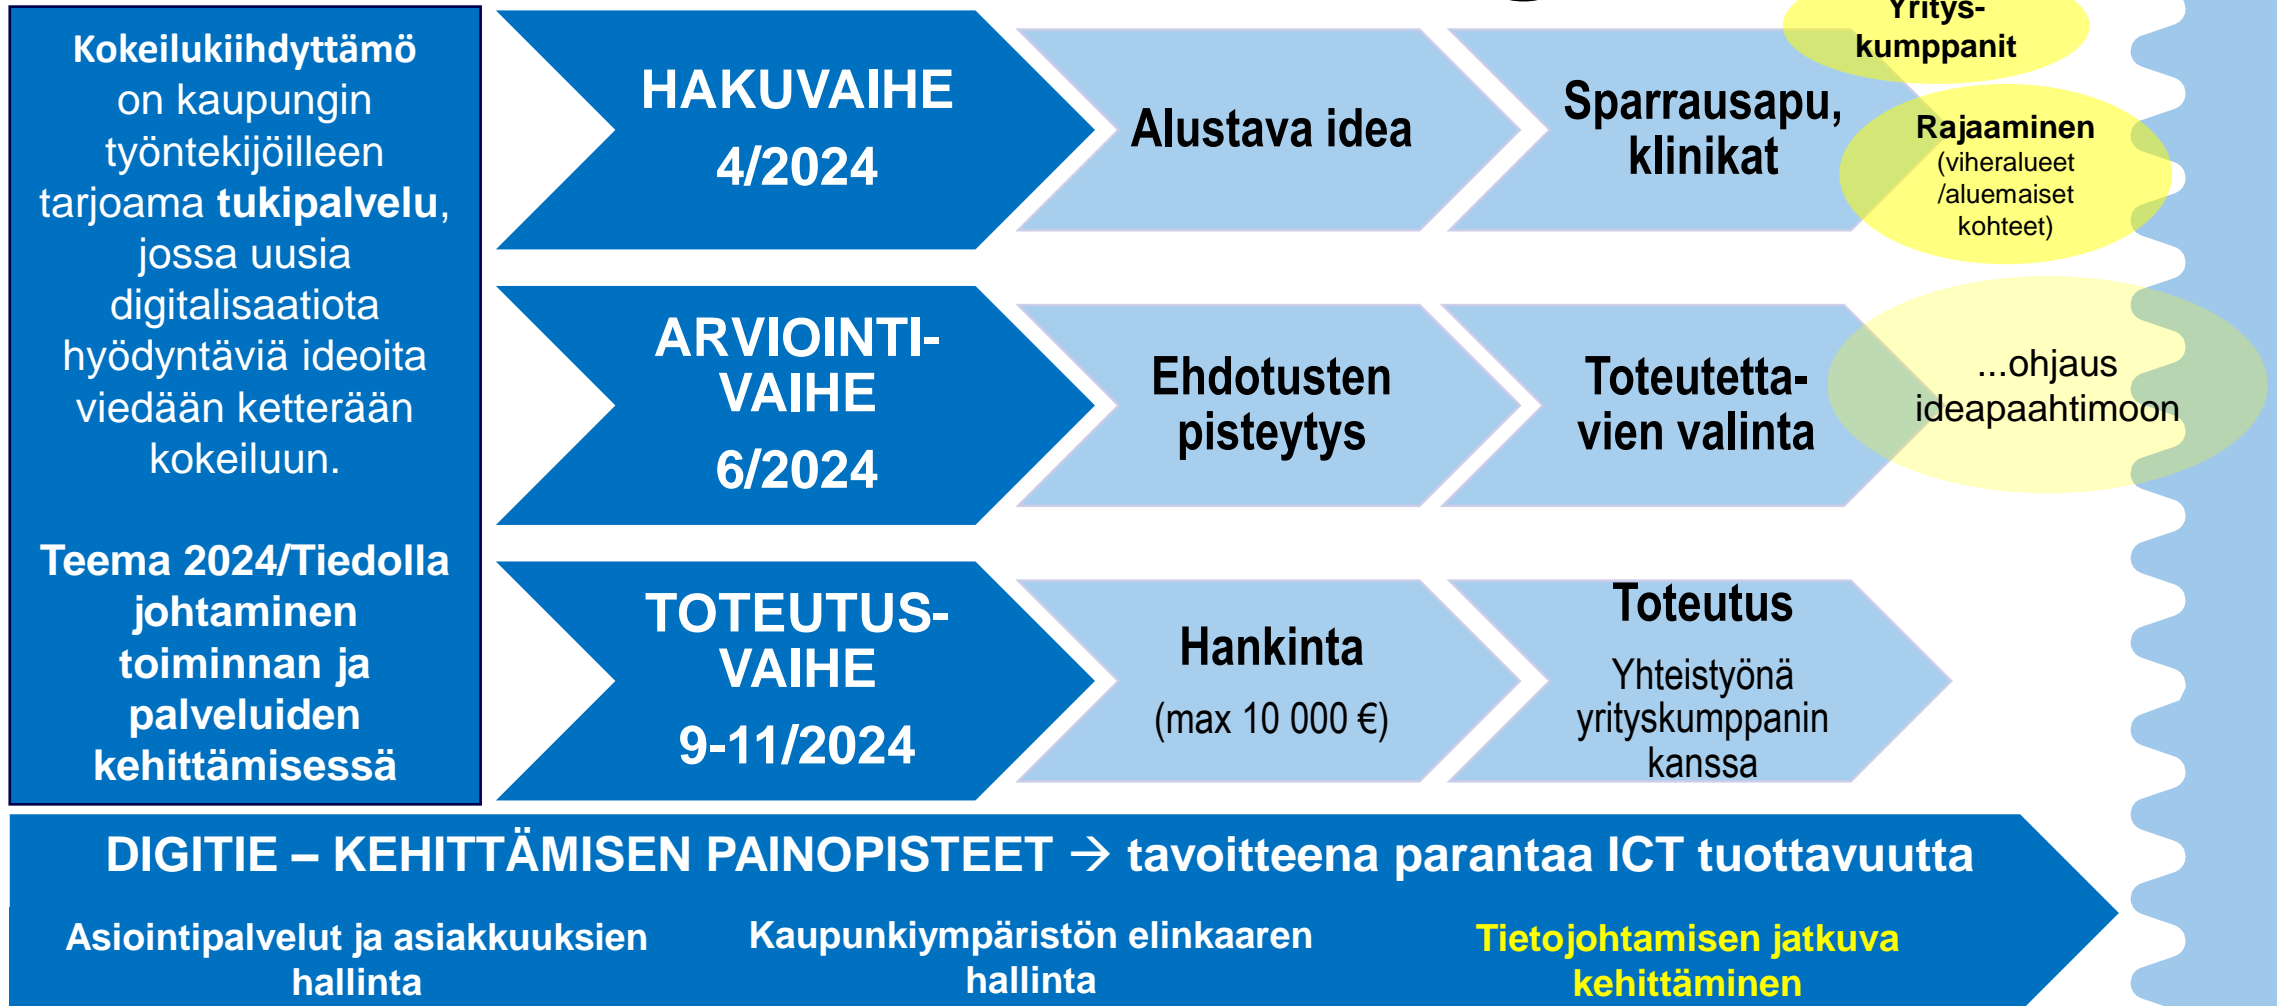 Kokeilukiihdyttämö
on kaupungin
työntekijöilleen
tarjoama tukipalvelu,
jossa uusia
digitalisaatiota
hyödyntäviä ideoita
viedään ketterään
kokeiluun.
Teema 2024/Tiedolla
johtaminen
toiminnan ja
palveluiden
kehittämisessä
HAKUVAIHE
4/2024
Alustava idea
Sparrausapu,
klinikat
Yritys-
kumppanit
Rajaaminen
(viheralueet
/aluemaiset
kohteet)
ARVIOINTI-
VAIHE
6/2024
Ehdotusten
pisteytys
Toteutetta-
vien valinta
...ohjaus
ideapaahtimoon
TOTEUTUS-
VAIHE
9-11/2024
Hankinta
(max 10 000 €)
Toteutus
Yhteistyönä
yrityskumppanin
kanssa
DIGITIE – KEHITTÄMISEN PAINOPISTEET → tavoitteena parantaa ICT tuottavuutta
Asiointipalvelut ja asiakkuuksien
hallinta
Kaupunkiympäristön elinkaaren
hallinta
Tietojohtamisen jatkuva
kehittäminen